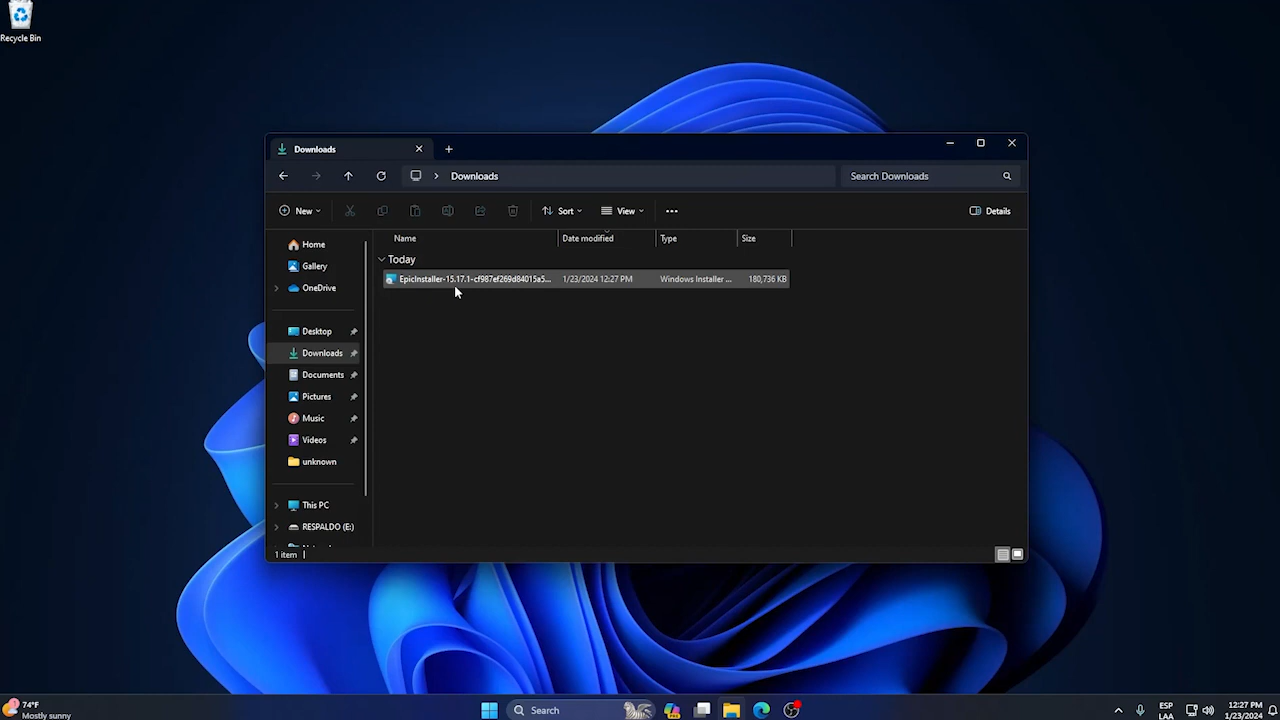 Recycle Bin
Downloads
Downloads
Search Downloads
New
Sort
View
Details
Name
Date modified
Type
Size
Today
EpicInstaller-15.17.1-cf987ef269d84015a5...
1/23/2024 12:27 PM
Windows Installer ...
180,736 KB
Home
Gallery
OneDrive
Desktop
Downloads
Documents
Pictures
Music
Videos
unknown
This PC
RESPALDO (E:)
1 item
74°F
Mostly sunny
Search
ESP
LAA
12:27 PM
1/23/2024